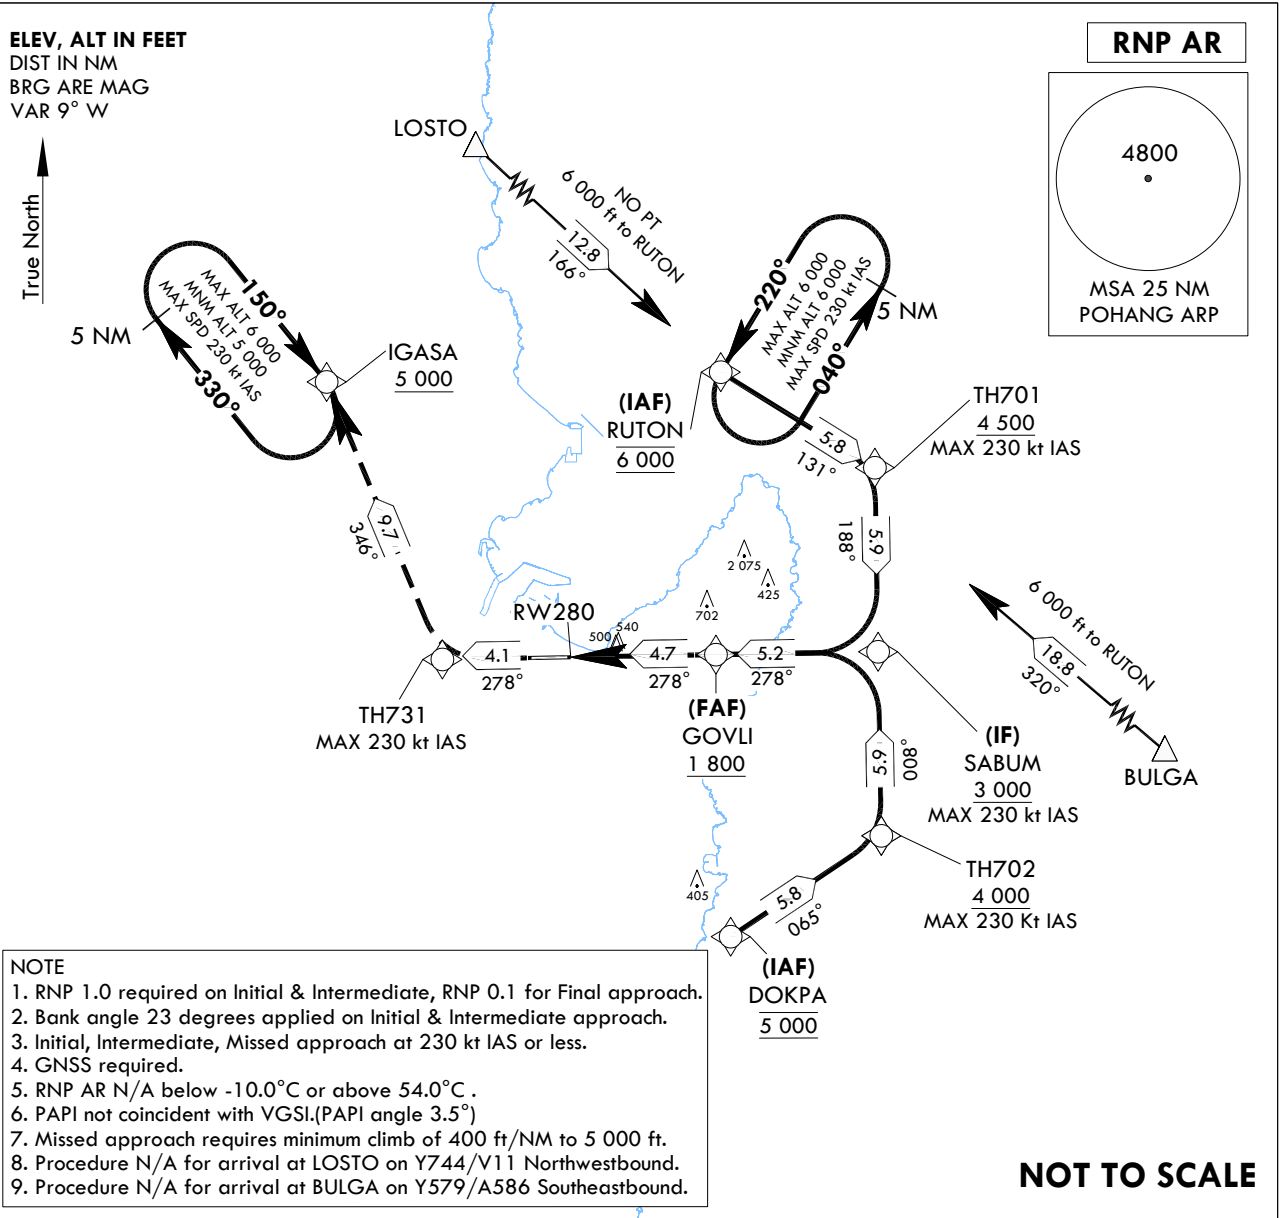 ELEV, ALT IN FEET
DIST IN NM
BRG ARE MAG
VAR 9° W
True North
RNP AR
4800
MSA 25 NM
POHANG ARP
LOSTO
NO PT
6 000 ft to RUTON
12.8
166°
150°
MAX ALT 6 000
MNM ALT 5 000
MAX SPD 230 kt IAS
330°
5 NM
IGASA
5 000
220°
MAX ALT 6 000
MNM ALT 6 000
MAX SPD 230 kt IAS
040°
5 NM
(IAF)
RUTON
6 000
5.8
131°
TH701
4 500
MAX 230 kt IAS
5.9
188°
9.7
346°
2 075
425
702
540
500
RW280
4.1
278°
4.7
278°
5.2
278°
TH731
MAX 230 kt IAS
(FAF)
GOVLI
1 800
6 000 ft to RUTON
18.8
320°
BULGA
(IF)
SABUM
3 000
MAX 230 kt IAS
5.9
008°
TH702
4 000
MAX 230 Kt IAS
405
5.8
065°
(IAF)
DOKPA
5 000
NOTE
1. RNP 1.0 required on Initial & Intermediate, RNP 0.1 for Final approach.
2. Bank angle 23 degrees applied on Initial & Intermediate approach.
3. Initial, Intermediate, Missed approach at 230 kt IAS or less.
4. GNSS required.
5. RNP AR N/A below -10.0°C or above 54.0°C .
6. PAPI not coincident with VGSI.(PAPI angle 3.5°)
7. Missed approach requires minimum climb of 400 ft/NM to 5 000 ft.
8. Procedure N/A for arrival at LOSTO on Y744/V11 Northwestbound.
9. Procedure N/A for arrival at BULGA on Y579/A586 Southeastbound.
NOT TO SCALE